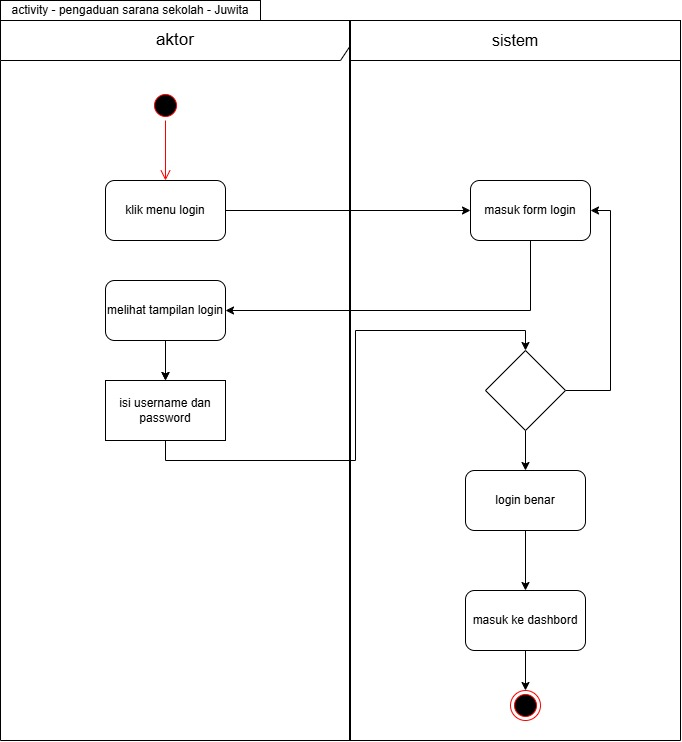 activity - pengaduan sarana sekolah - Juwita
aktor
sistem
klik menu login
masuk form login
melihat tampilan login
isi username dan
password
login benar
masuk ke dashbord